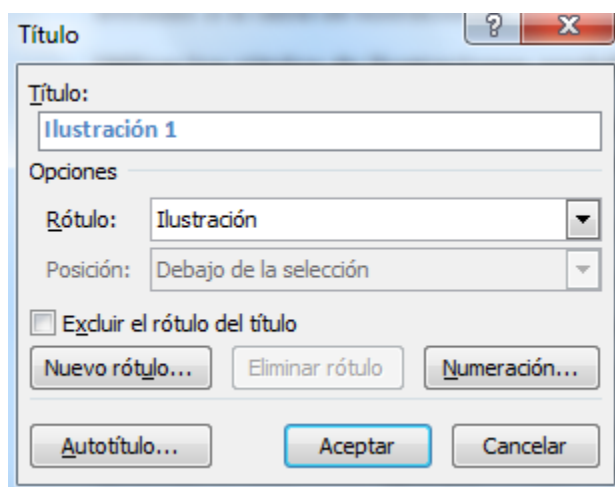 Título
Título:
Ilustración 1
Opciones
Rótulo: Ilustración
Posición: Debajo de la selección
Excluir el rótulo del título
Nuevo rótulo... Eliminar rótulo Numeración...
Autotítulo... Aceptar Cancelar